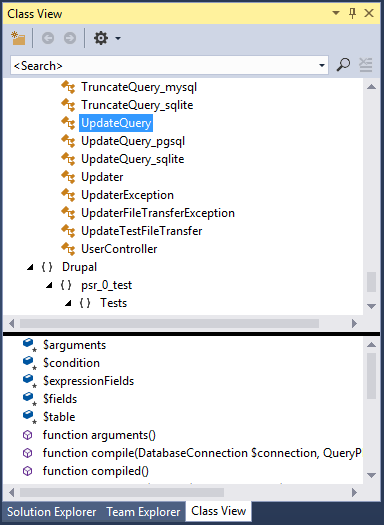 Class View
<Search>
TruncateQuery_mysql
TruncateQuery_sqlite
UpdateQuery
UpdateQuery_pgsql
UpdateQuery_sqlite
Updater
UpdaterException
UpdaterFileTransferException
UpdateTestFileTransfer
UserController
{ } Drupal
{ } psr_0_test
{ } Tests
$arguments
$condition
$expressionFields
$fields
$table
function arguments()
function compile(DatabaseConnection $connection, QueryP
function compiled()
Solution Explorer Team Explorer Class View